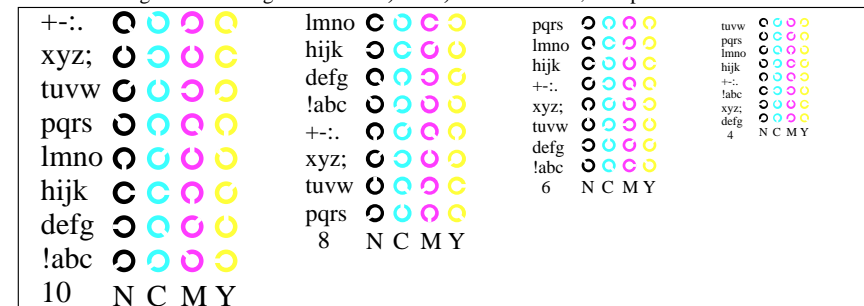 +-:.
xyz;
tuvw
pqrs
lmno
hijk
defg
!abc
10 N C M Y
lmno
hijk
defg
!abc
+-:.
xyz;
tuvw
pqrs
8 N C M Y
pqrs
lmno
hijk
+-:.
xyz;
tuvw
defg
!abc
6 N C M Y
tuvw
pqrs
lmno
hijk
+-:.
!abc
xyz;
defg
4 N C M Y